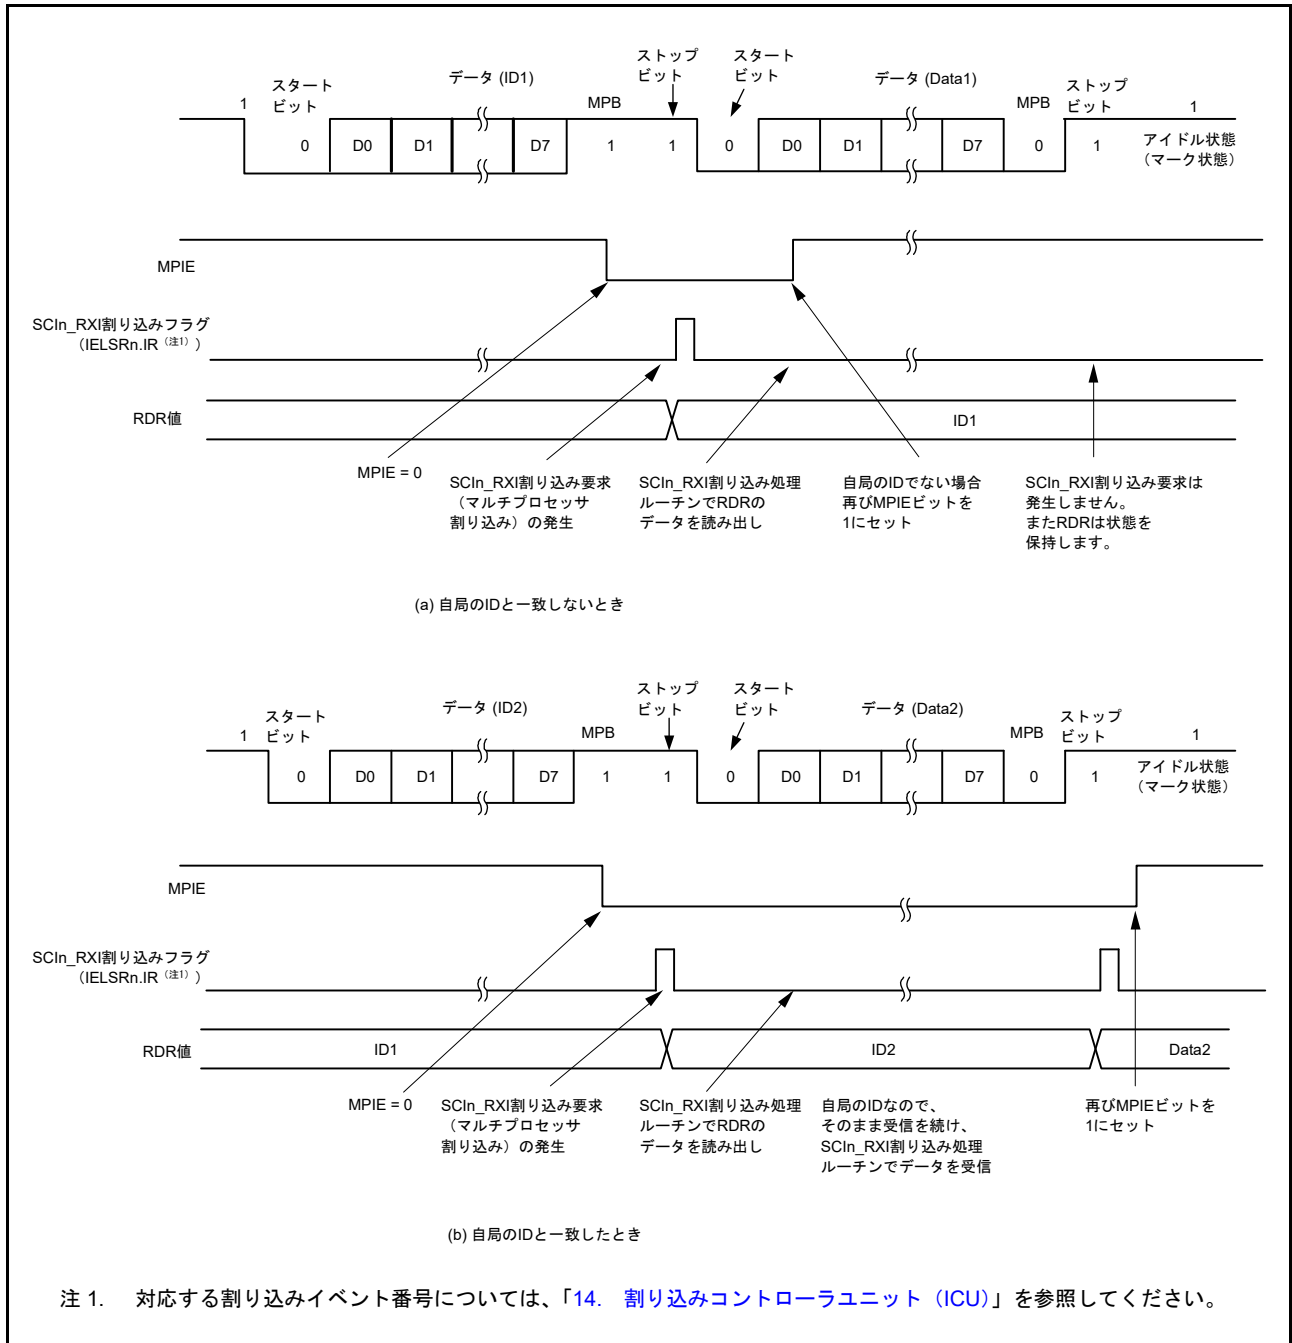 スタート
ビット
データ (ID1)
ストップ
ビット
スタート
ビット
データ (Data1)
ストップ
ビット
1
MPB
MPB
1
0
D0
D1
D7
1
1
0
D0
D1
D7
0
1
アイドル状態
(マーク状態)
MPIE
SCIn_RXI割り込みフラグ
(IELSRn.IR (注1) )
RDR値
ID1
MPIE = 0
SCIn_RXI割り込み要求
(マルチプロセッサ
割り込み) の発生
SCIn_RXI割り込み処理
ルーチンでRDRの
データを読み出し
自局のIDでない場合
再びMPIEビットを
1にセット
SCIn_RXI割り込み要求は
発生しません。
またRDRは状態を
保持します。
(a) 自局のIDと一致しないとき
スタート
ビット
データ (ID2)
ストップ
ビット
スタート
ビット
データ (Data2)
ストップ
ビット
1
MPB
MPB
1
0
D0
D1
D7
1
1
0
D0
D1
D7
0
1
アイドル状態
(マーク状態)
MPIE
SCIn_RXI割り込みフラグ
(IELSRn.IR (注1) )
RDR値
ID1
ID2
Data2
MPIE = 0
SCIn_RXI割り込み要求
(マルチプロセッサ
割り込み) の発生
SCIn_RXI割り込み処理
ルーチンでRDRの
データを読み出し
自局のIDなので、
そのまま受信を続け、
SCIn_RXI割り込み処理
ルーチンでデータを受信
再びMPIEビットを
1にセット
(b) 自局のIDと一致したとき
注 1. 対応する割り込みイベント番号については、「14. 割り込みコントローラユニット (ICU)」を参照してください。